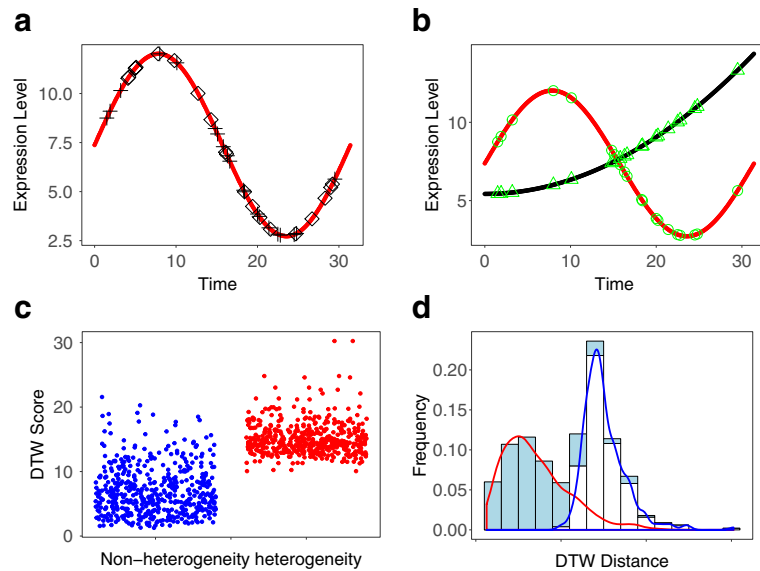 a
Expression Level
10.0
7.5
5.0
2.5
0 10 20 30
Time
b
Expression Level
10
5
0 10 20 30
Time
c
DTW Score
30
20
10
0
Non−heterogeneity heterogeneity
d
Frequency
0.20
0.15
0.10
0.05
0.00
DTW Distance